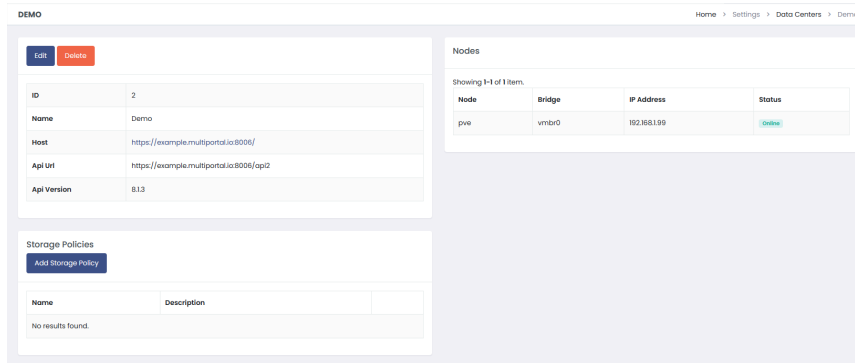 DEMO
Home > Settings > Data Centers > Demo
Edit Delete
ID 2
Name Demo
Host https://example.multiportal.io:8006/
Api Url https://example.multiportal.io:8006/api2
Api Version 8.1.3
Storage Policies
Add Storage Policy
Name Description
No results found.
Nodes
Showing 1-1 of 1 item.
Node Bridge IP Address Status
pve vmbr0 192.168.1.99 Online